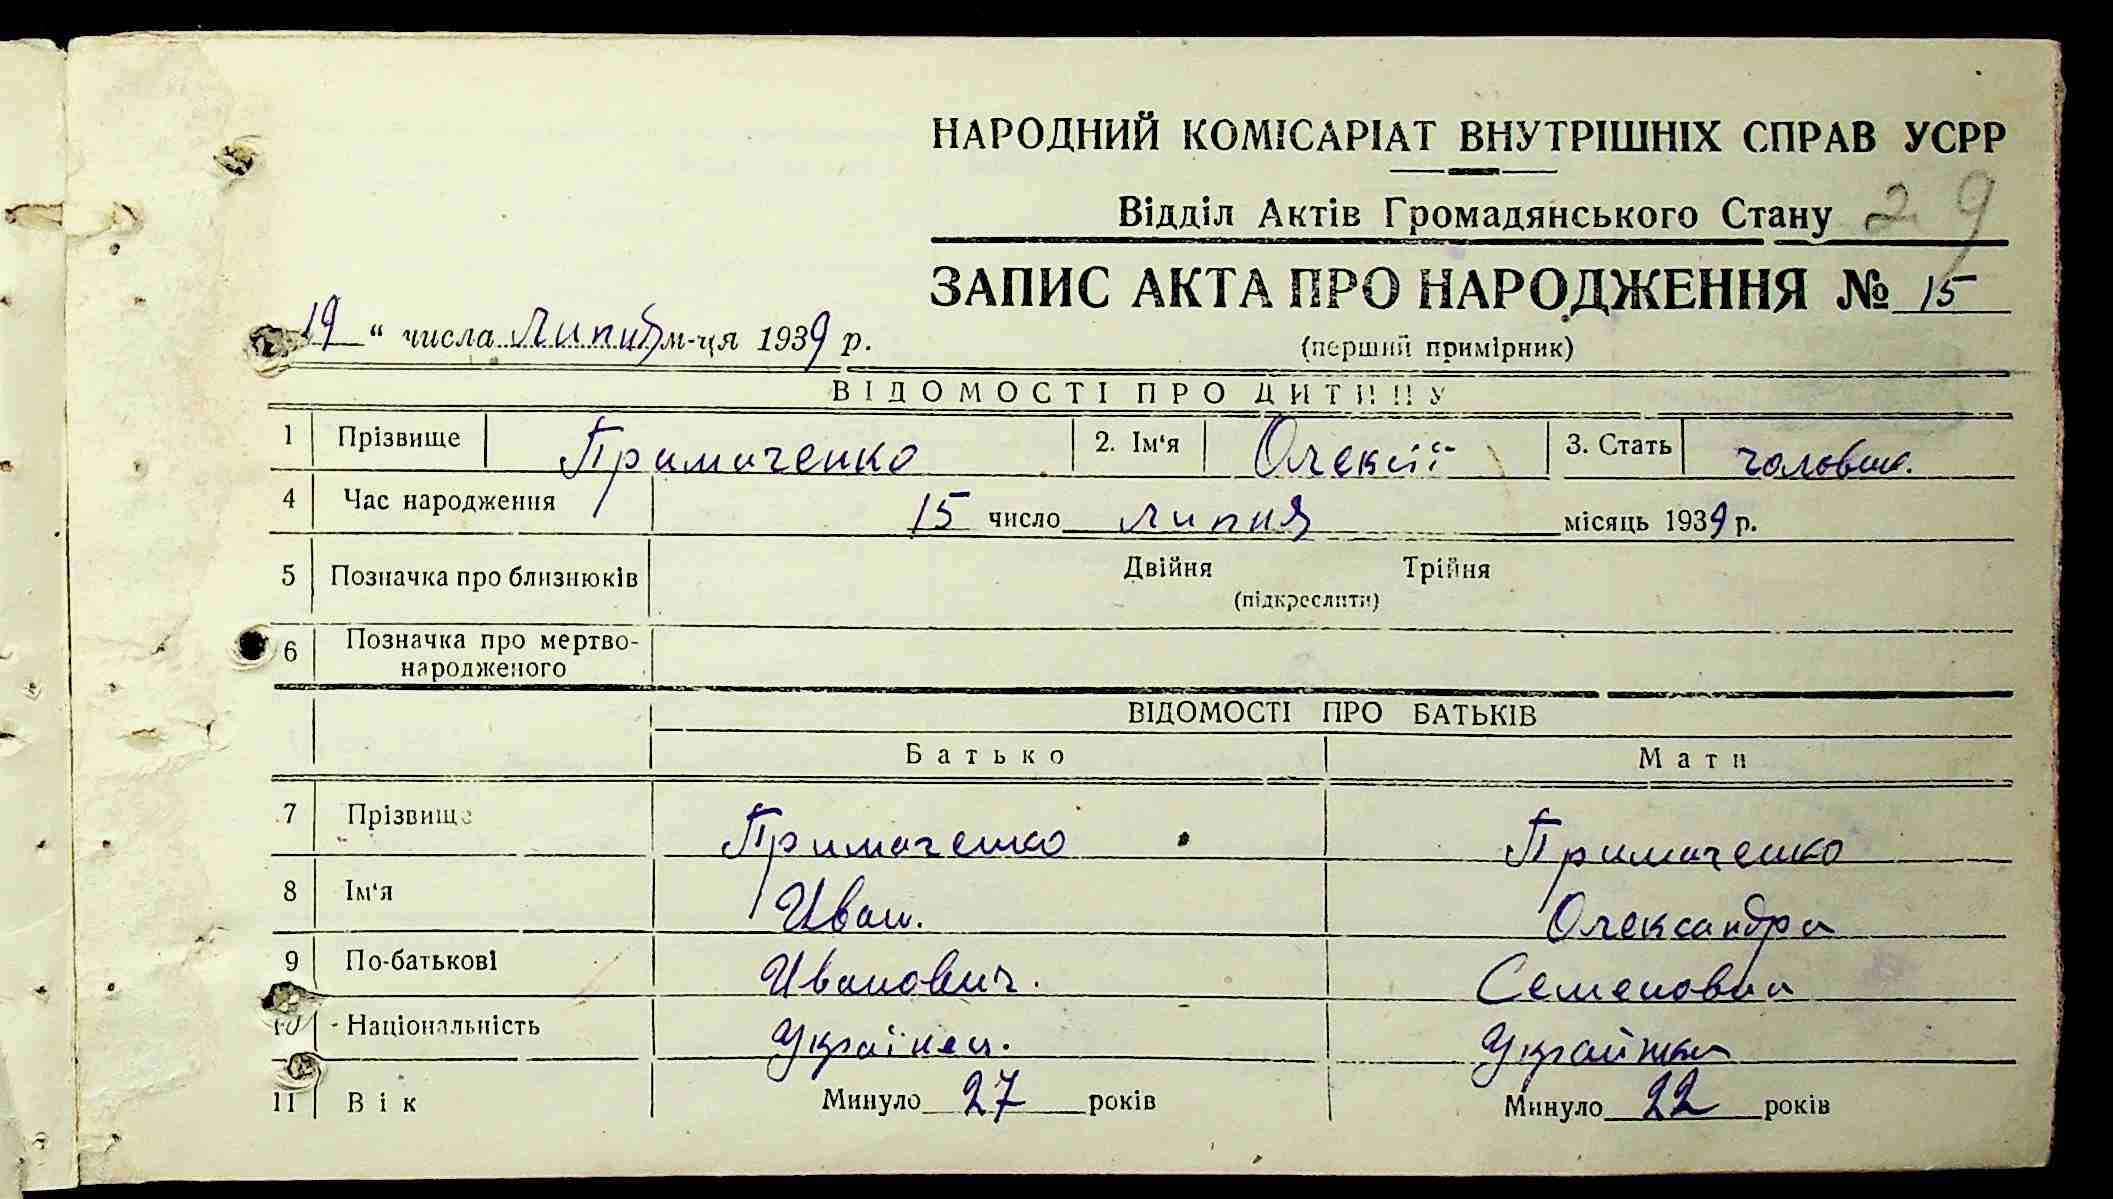 НАРОДНИЙ КОМІСАРІАТ ВНУТРІШНІХ СПРАВ УСРР
Відділ Актів Громадянського Стану 29
ЗАПИС АКТА ПРО НАРОДЖЕННЯ № 15
19 “ числа Липня м-ця 1939 р.
(перший примірник)
ВІДОМОСТІ ПРО ДИТИНУ
1 Прізвище Примаченко 2. Ім‘я Олексій 3. Стать чолович.
4 Час народження 15 число липня місяць 1939 р.
5 Позначка про близнюків Двійня Трійня
(підкреслити)
6 Позначка про мертво-
народженого
ВІДОМОСТІ ПРО БАТЬКІВ
Батько Мати
7 Прізвище Примаченко Примаченко
8 Ім‘я Иван. Олександра
9 По-батькові Иванович. Семеновна
10 Національність Українец. Украинка
11 Вік Минуло 27 років Минуло 22 років